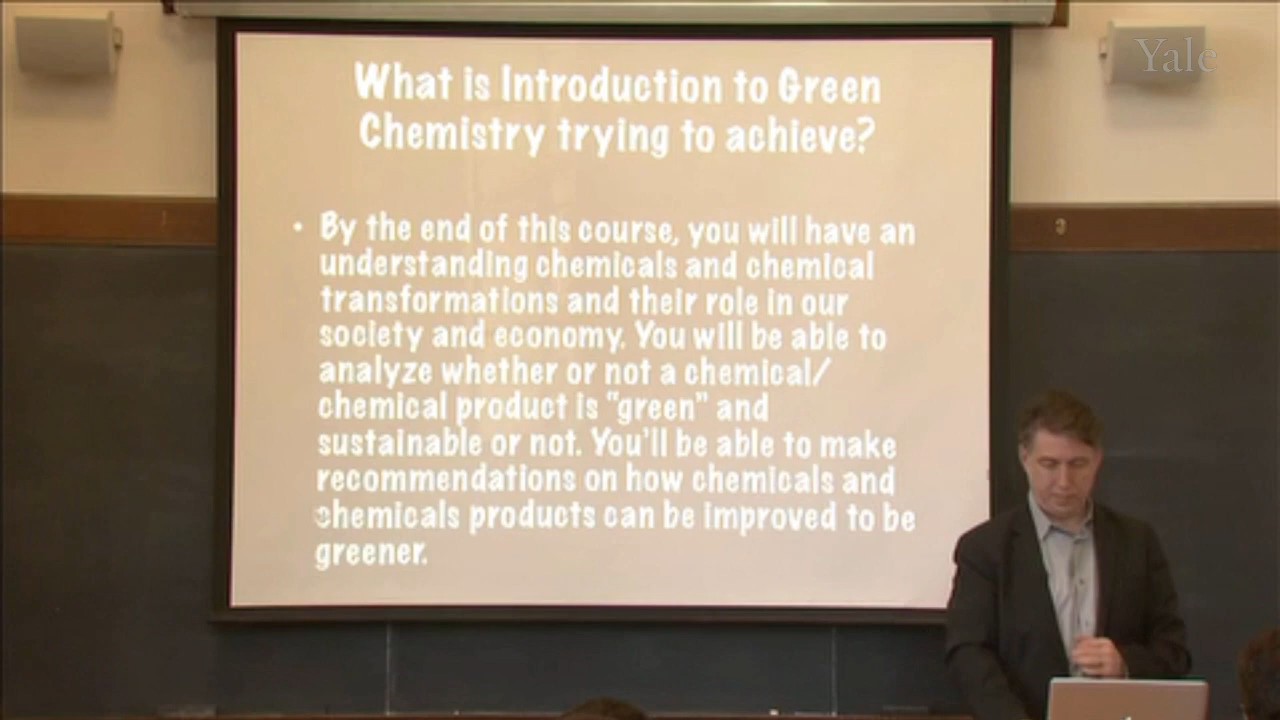 Yale
What is Introduction to Green
Chemistry trying to achieve?
• By the end of this course, you will have an
understanding chemicals and chemical
transformations and their role in our
society and economy. You will be able to
analyze whether or not a chemical/
chemical product is "green" and
sustainable or not. You'll be able to make
recommendations on how chemicals and
chemicals products can be improved to be
greener.